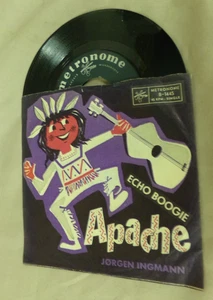 metronome
METRONOME
B-1645
ECHO BOOGIE
Apache
JØRGEN INGMANN